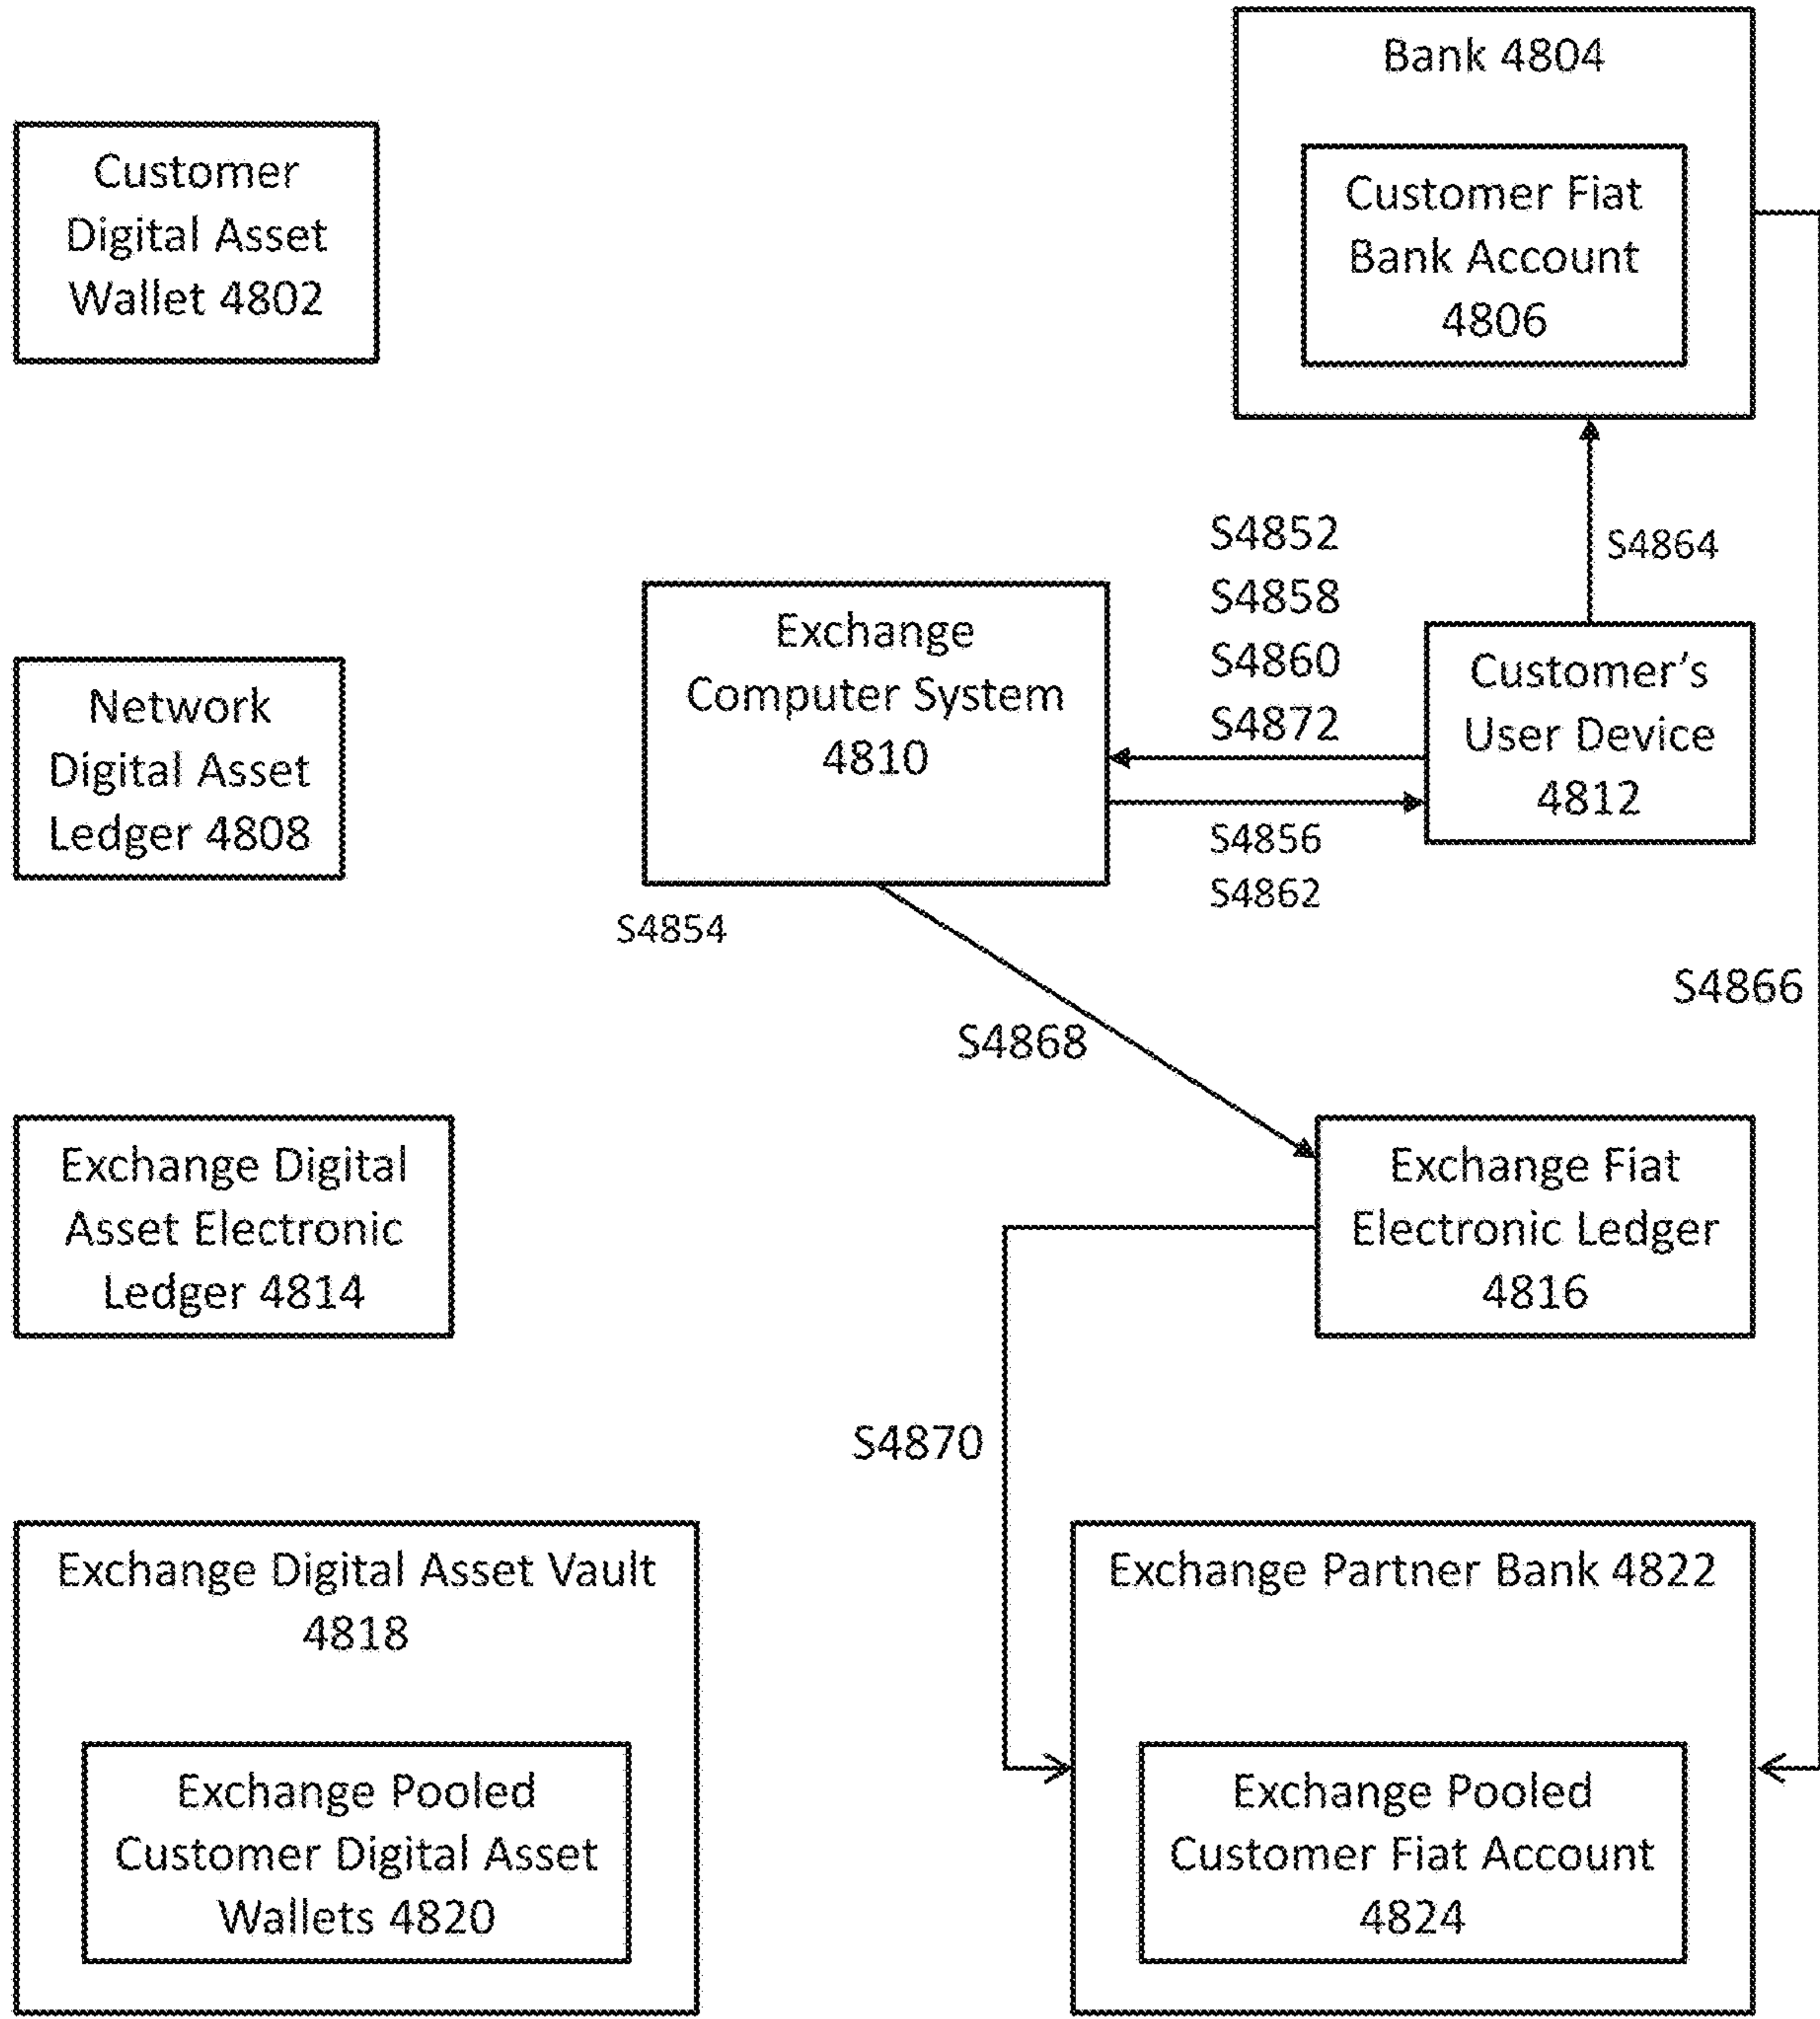 Bank 4804
Customer
Digital Asset
Wallet 4802
Customer Fiat
Bank Account
4806
S4852
S4858
S4860
S4872
S4864
Exchange
Computer System
4810
Customer's
User Device
4812
Network
Digital Asset
Ledger 4808
S4856
S4862
S4854
S4866
S4868
Exchange Digital
Asset Electronic
Ledger 4814
Exchange Fiat
Electronic Ledger
4816
S4870
Exchange Digital Asset Vault
4818
Exchange Partner Bank 4822
Exchange Pooled
Customer Digital Asset
Wallets 4820
Exchange Pooled
Customer Fiat Account
4824